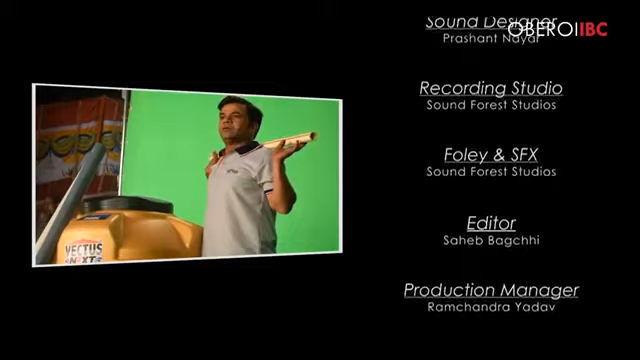 Sound Designer
OBEROI IBC
Prashant Nayar
Recording Studio
Sound Forest Studios
Foley & SFX
Sound Forest Studios
Editor
Saheb Bagchhi
Production Manager
Ramchandra Yadav
VECTUS
NEXT